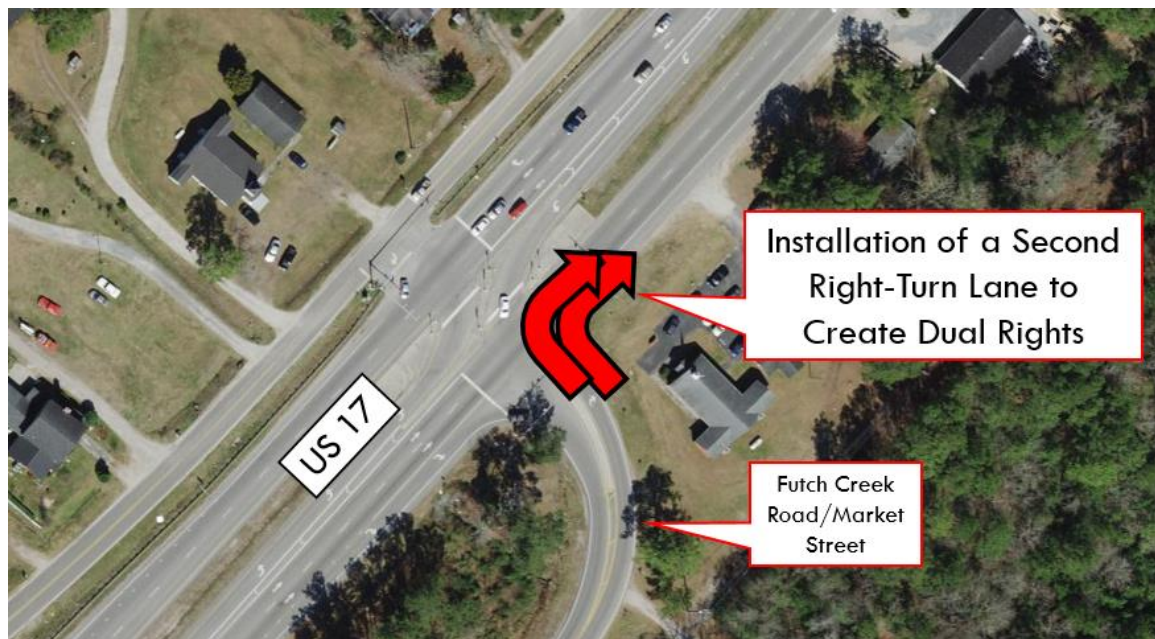 Installation of a Second
Right-Turn Lane to
Create Dual Rights
US 17
Futch Creek
Road/Market
Street